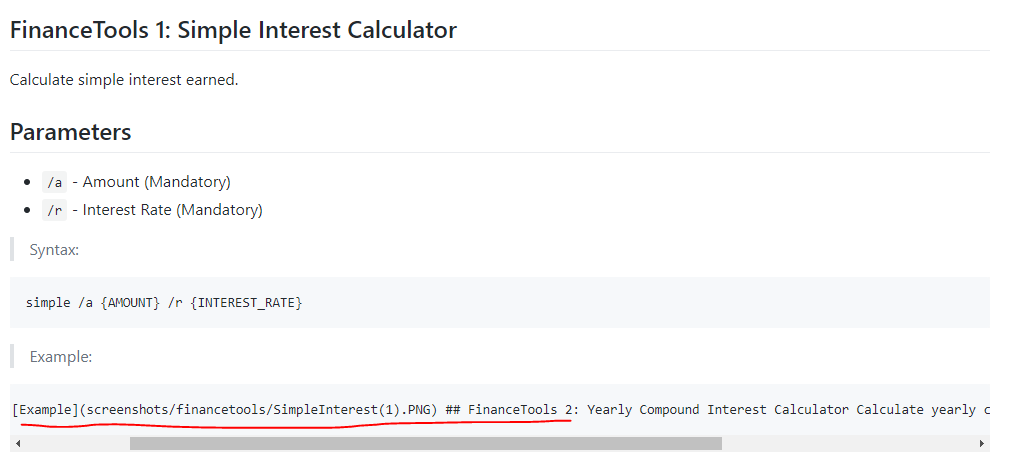 FinanceTools 1: Simple Interest Calculator
Calculate simple interest earned.
Parameters
/a - Amount (Mandatory)
/r - Interest Rate (Mandatory)
Syntax:
simple /a {AMOUNT} /r {INTEREST_RATE}
Example:
[Example](screenshots/financetools/SimpleInterest(1).PNG) ## FinanceTools 2: Yearly Compound Interest Calculator Calculate yearly c